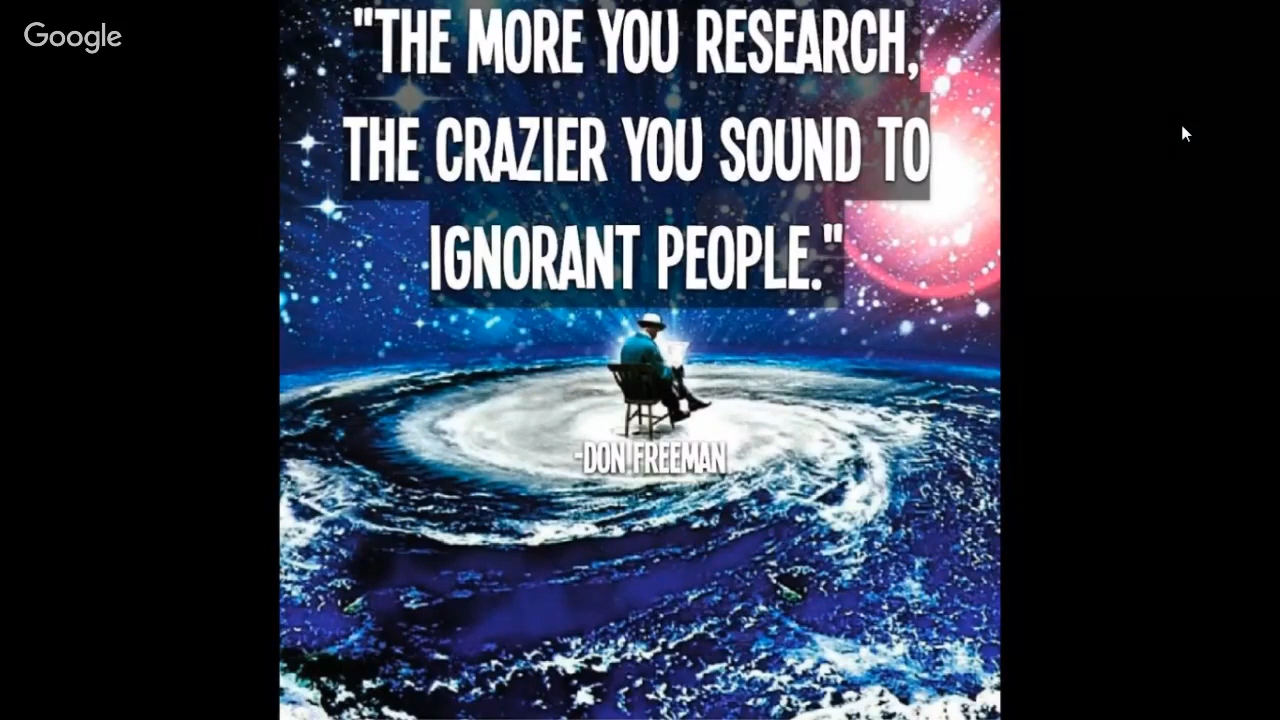 Google
"THE MORE YOU RESEARCH,
THE CRAZIER YOU SOUND TO
IGNORANT PEOPLE."
-DON FREEMAN